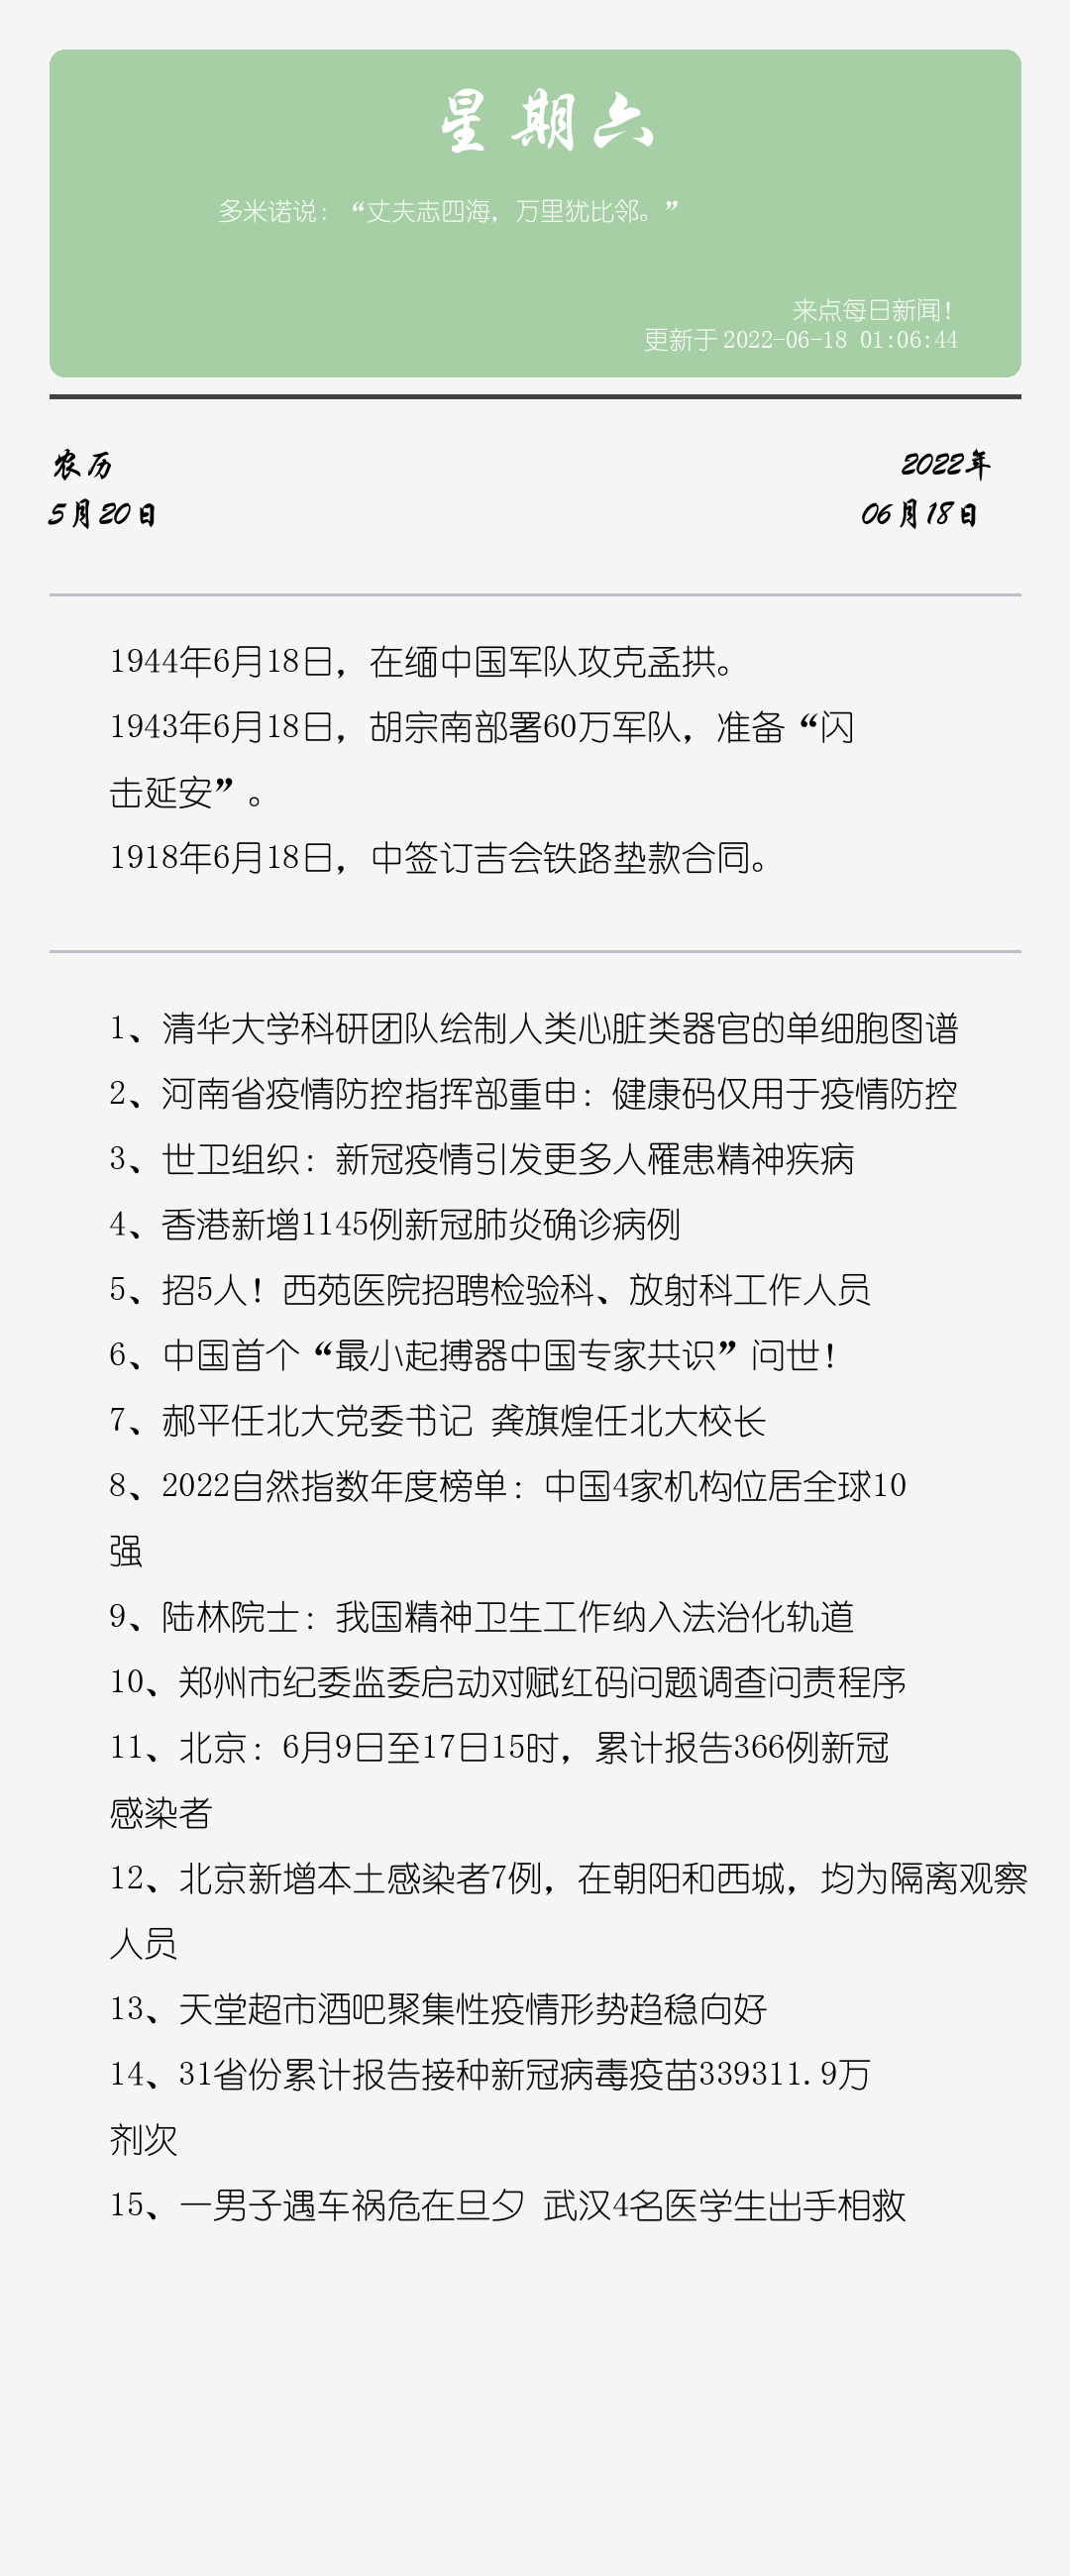 星期六
多米诺说：“丈夫志四海，万里犹比邻。”
来点每日新闻！
更新于2022-06-18 01:06:44
农历
2022年
5月20日
06月18日
1944年6月18日，在缅中国军队攻克孟拱。
1943年6月18日，胡宗南部署60万军队，准备“闪
击延安”。
1918年6月18日，中签订吉会铁路垫款合同。
1、清华大学科研团队绘制人类心脏类器官的单细胞图谱
2、河南省疫情防控指挥部重申：健康码仅用于疫情防控
3、世卫组织：新冠疫情引发更多人罹患精神疾病
4、香港新增1145例新冠肺炎确诊病例
5、招5人！西苑医院招聘检验科、放射科工作人员
6、中国首个“最小起搏器中国专家共识”问世！
7、郝平任北大党委书记 龚旗煌任北大校长
8、2022自然指数年度榜单：中国4家机构位居全球10
强
9、陆林院士：我国精神卫生工作纳入法治化轨道
10、郑州市纪委监委启动对赋红码问题调查问责程序
11、北京：6月9日至17日15时，累计报告366例新冠
感染者
12、北京新增本土感染者7例，在朝阳和西城，均为隔离观察
人员
13、天堂超市酒吧聚集性疫情形势趋稳向好
14、31省份累计报告接种新冠病毒疫苗339311.9万
剂次
15、一男子遇车祸危在旦夕 武汉4名医学生出手相救